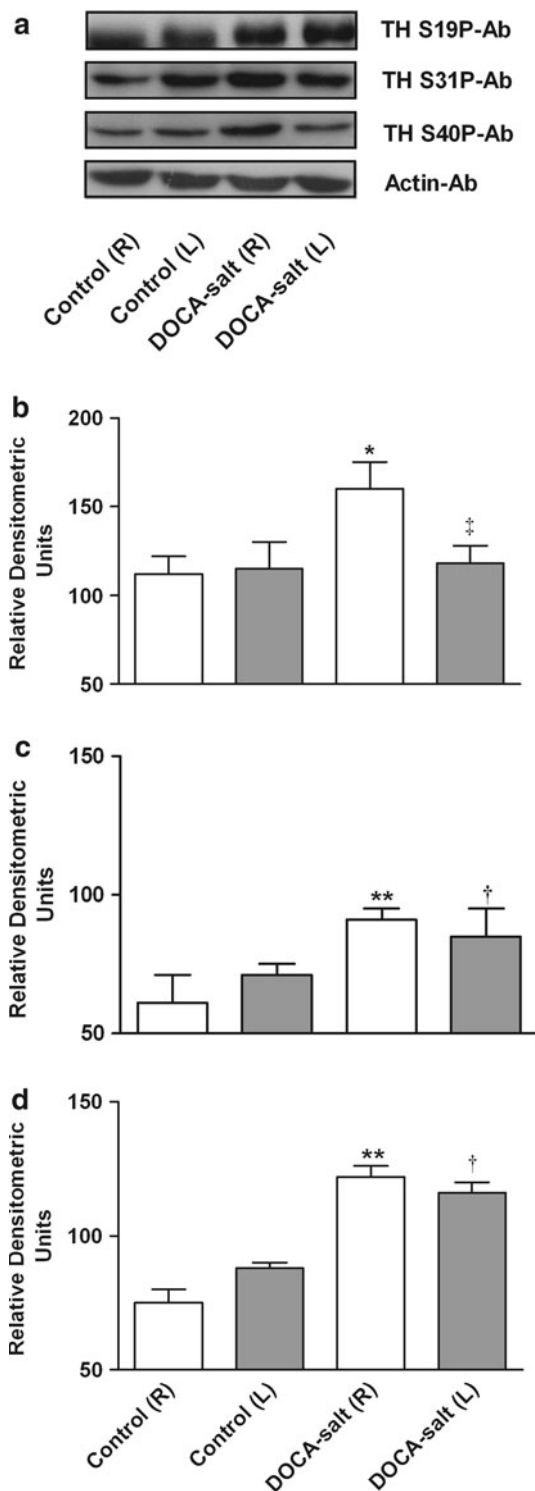 a
TH S19P-Ab
TH S31P-Ab
TH S40P-Ab
Actin-Ab
Control (R)
Control (L)
DOCA-salt (R)
DOCA-salt (L)
b
Relative Densitometric
Units
200
150
100
50
*
‡
c
Relative Densitometric
Units
150
100
50
**
†
d
Relative Densitometric
Units
150
100
50
**
†
Control (R)
Control (L)
DOCA-salt (R)
DOCA-salt (L)